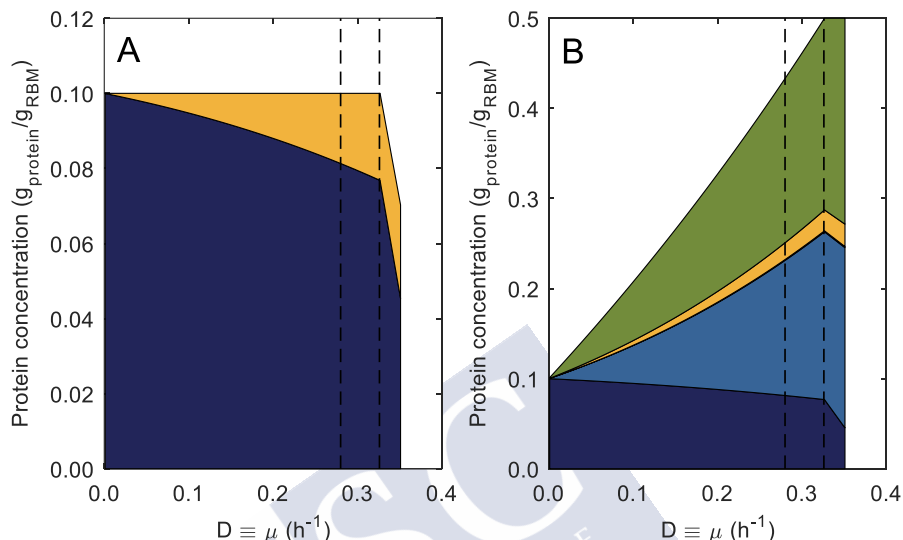 A
Protein concentration (g_protein/g_RBM)
0.12
0.10
0.08
0.06
0.04
0.02
0.00
0.0 0.1 0.2 0.3 0.4
D ≡ μ (h⁻¹)
B
Protein concentration (g_protein/g_RBM)
0.5
0.4
0.3
0.2
0.1
0.0
0.0 0.1 0.2 0.3 0.4
D ≡ μ (h⁻¹)